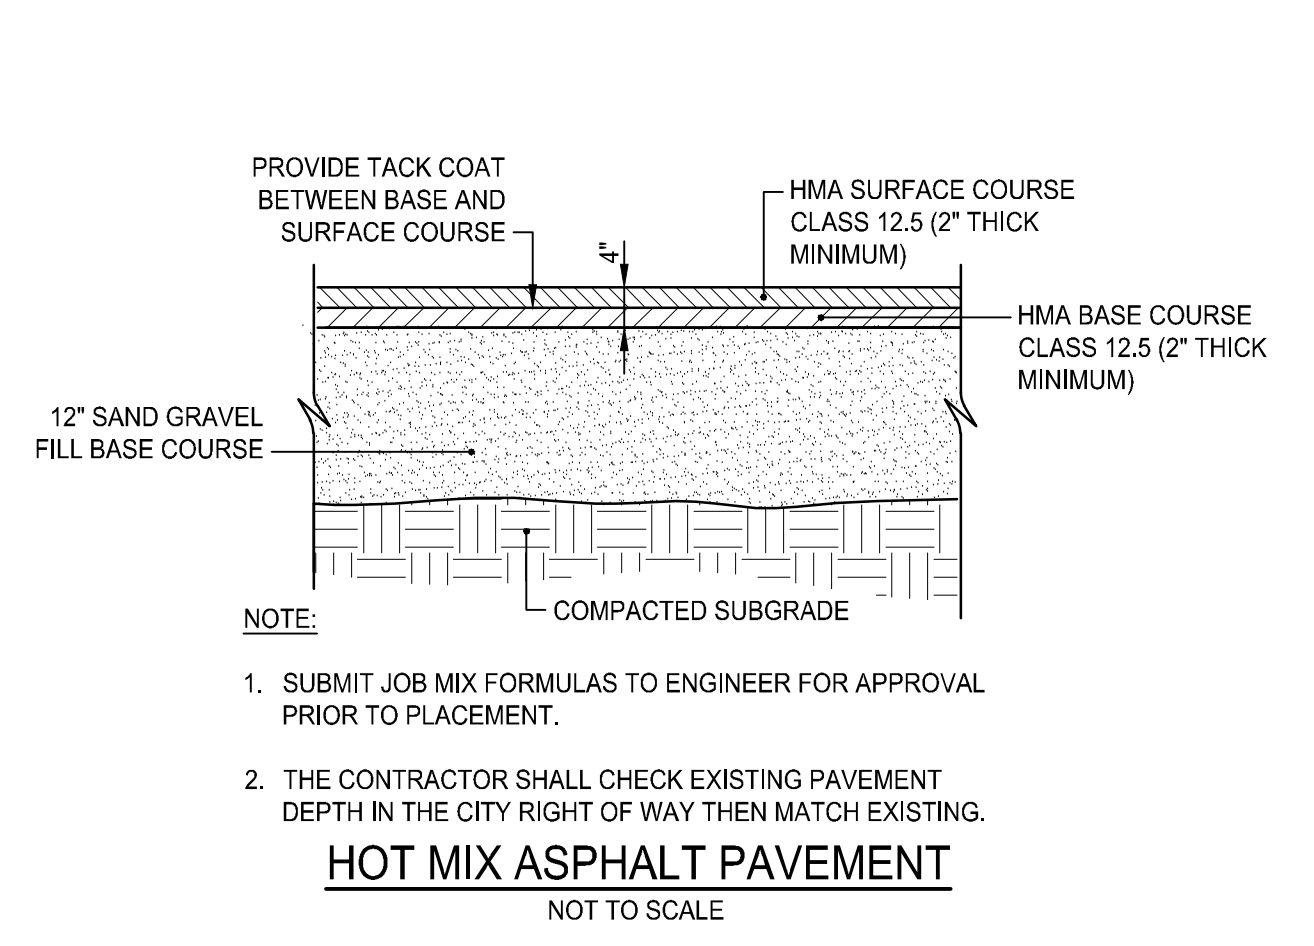 PROVIDE TACK COAT
BETWEEN BASE AND
SURFACE COURSE
4"
HMA SURFACE COURSE
CLASS 12.5 (2" THICK
MINIMUM)
HMA BASE COURSE
CLASS 12.5 (2" THICK
MINIMUM)
12" SAND GRAVEL
FILL BASE COURSE
COMPACTED SUBGRADE
NOTE:
1. SUBMIT JOB MIX FORMULAS TO ENGINEER FOR APPROVAL
PRIOR TO PLACEMENT.
2. THE CONTRACTOR SHALL CHECK EXISTING PAVEMENT
DEPTH IN THE CITY RIGHT OF WAY THEN MATCH EXISTING.
HOT MIX ASPHALT PAVEMENT
NOT TO SCALE